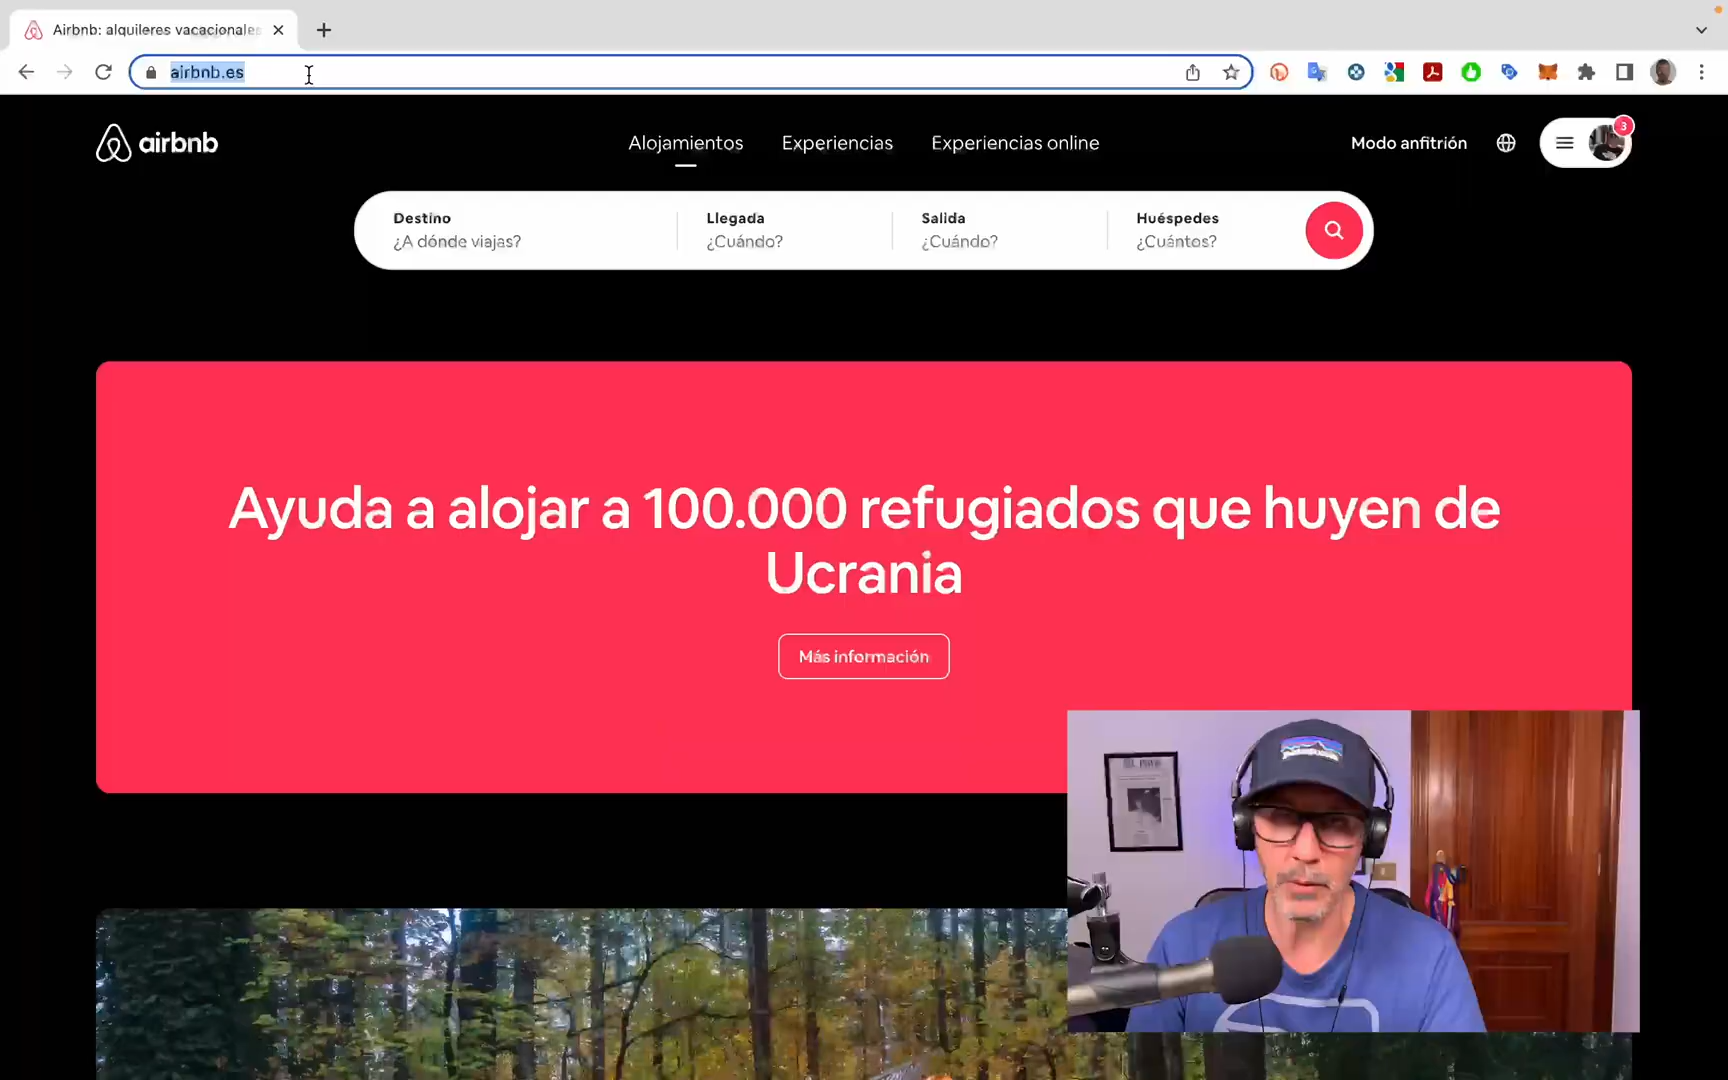 Airbnb: alquileres vacacionales
airbnb.es
airbnb
Alojamientos
Experiencias
Experiencias online
Modo anfitrión
3
Destino
¿A dónde viajas?
Llegada
¿Cuándo?
Salida
¿Cuándo?
Huéspedes
¿Cuántos?
Ayuda a alojar a 100.000 refugiados que huyen de
Ucrania
Más información